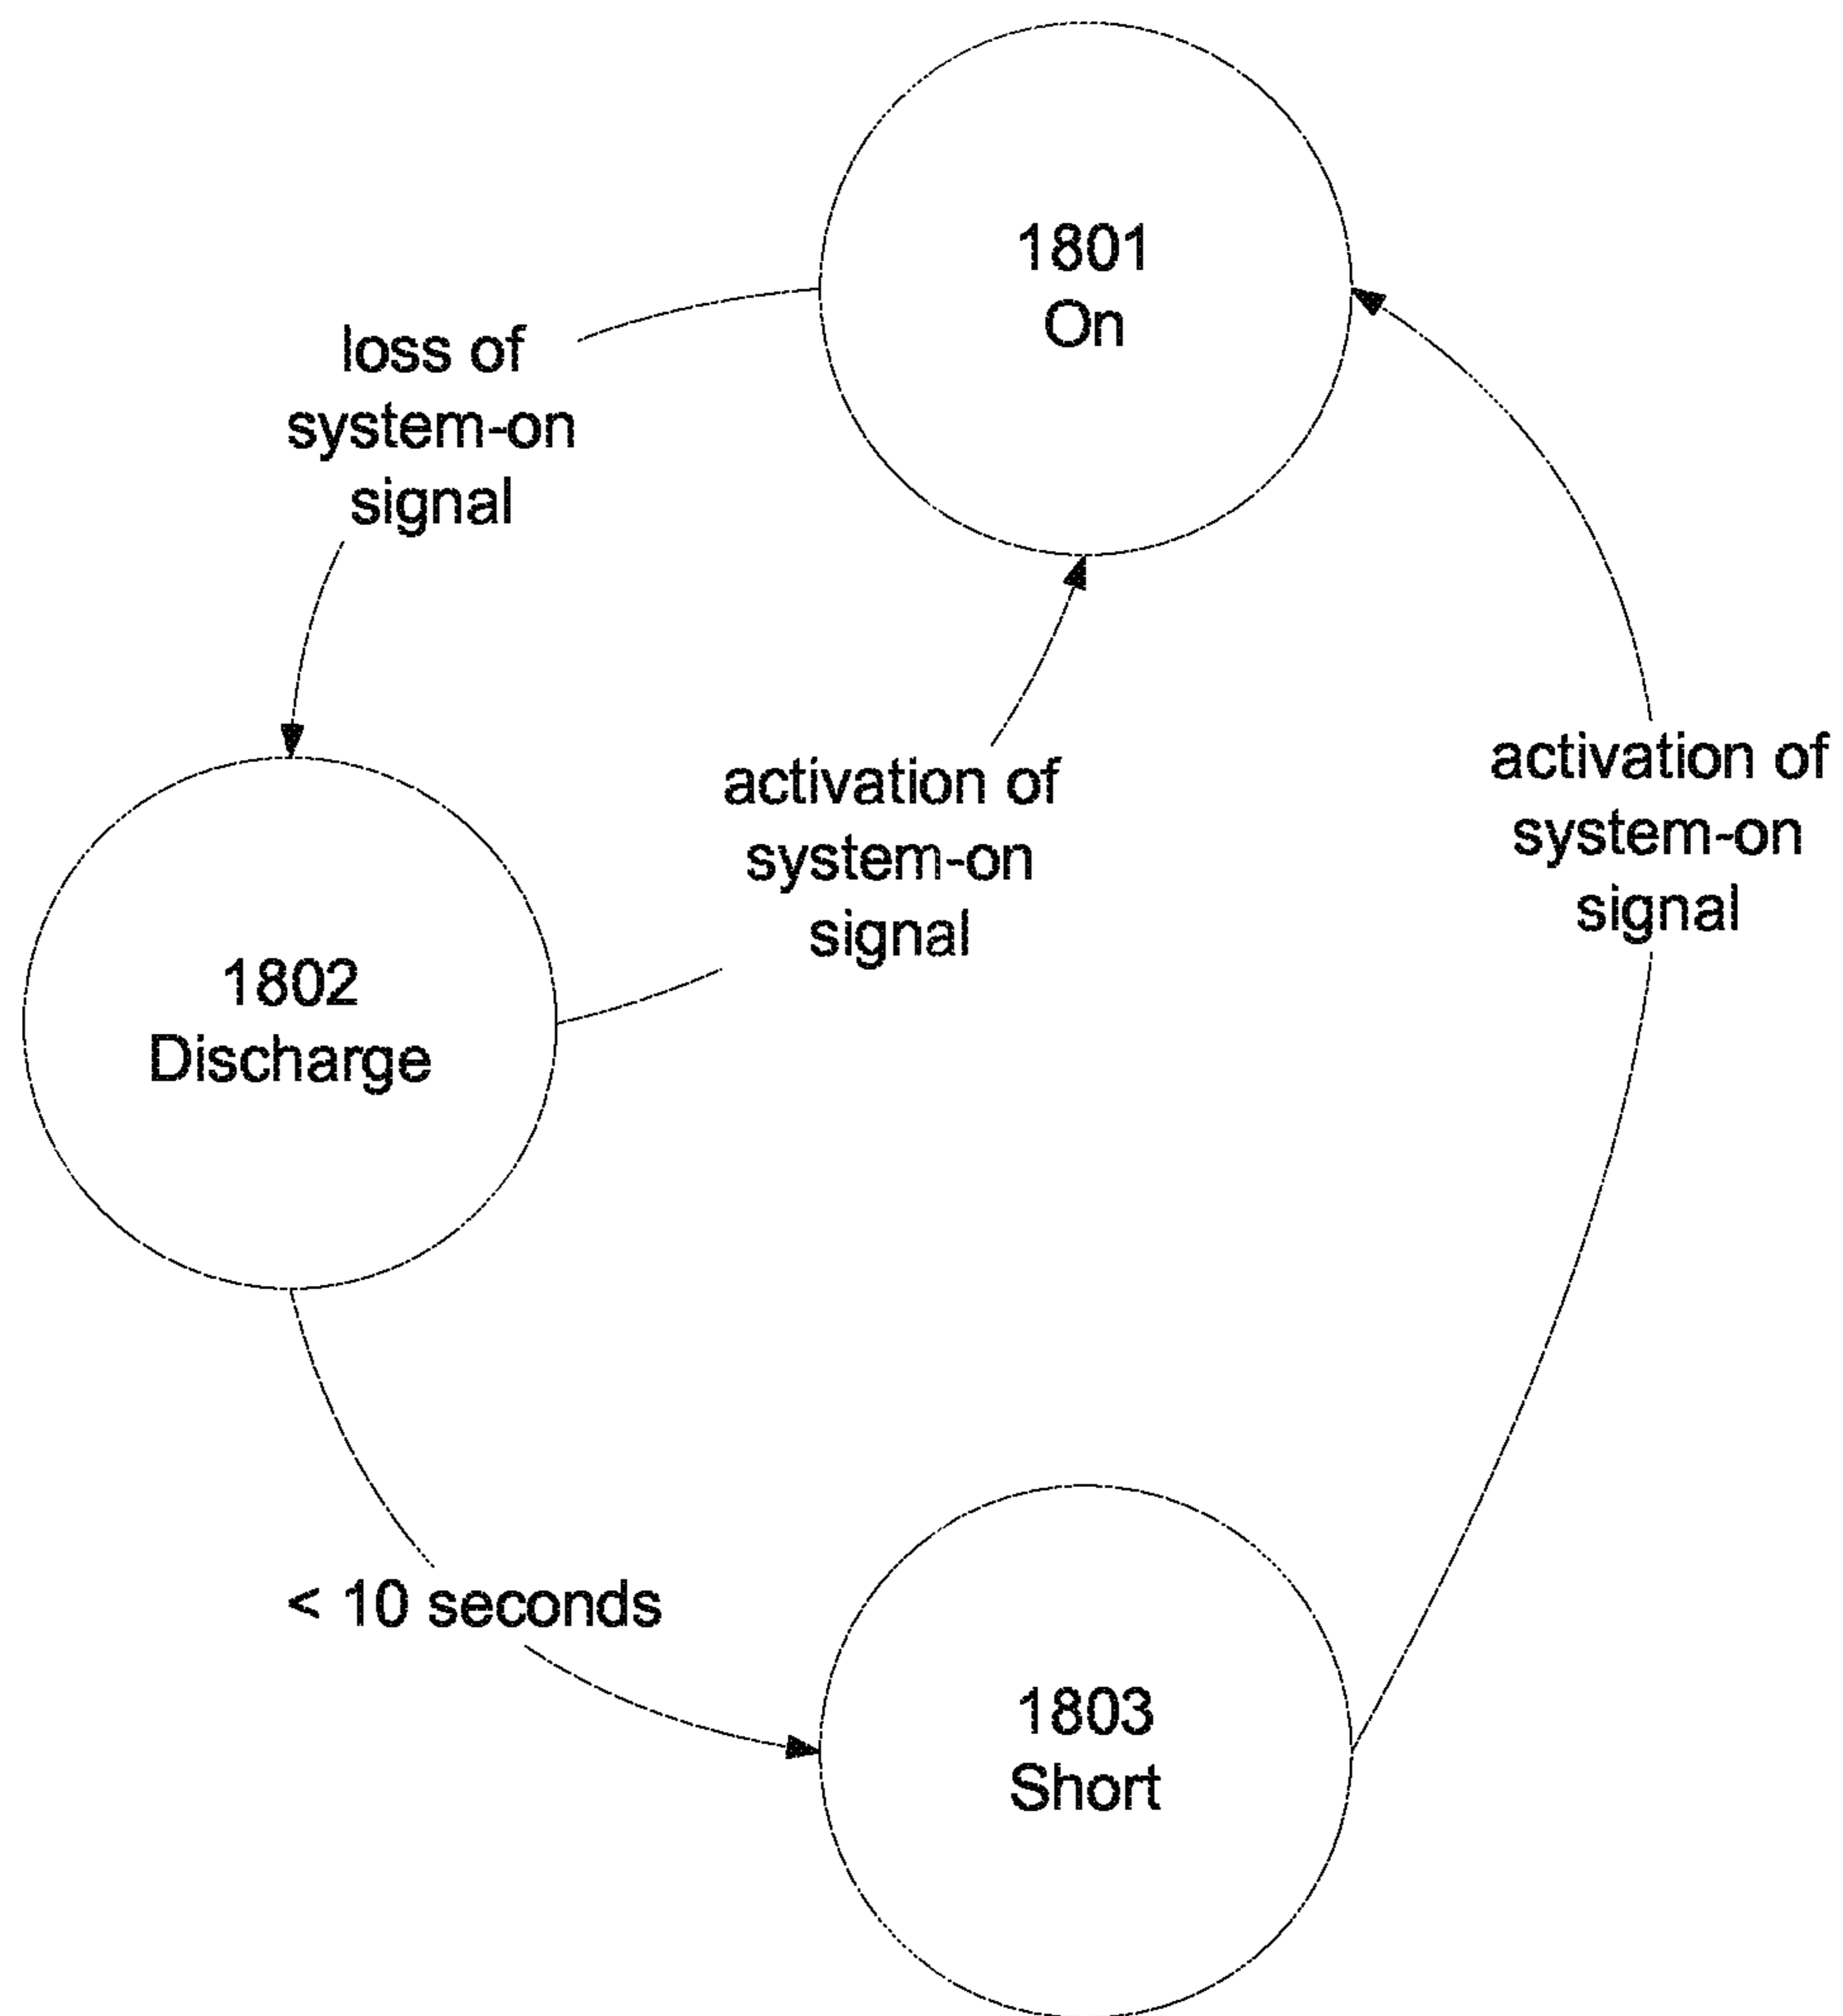 1801
On
loss of
system-on
signal
activation of
system-on
signal
activation of
system-on
signal
1802
Discharge
< 10 seconds
1803
Short